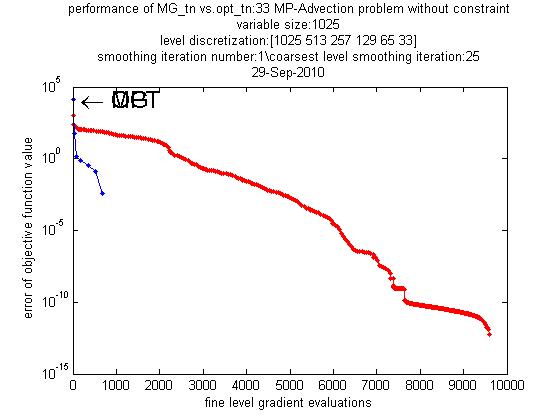 performance of MG_tn vs.opt_tn:33 MP-Advection problem without constraint
variable size:1025
level discretization:[1025 513 257 129 65 33]
smoothing iteration number:1\coarsest level smoothing iteration:25
29-Sep-2010
10^5
10^0
10^-5
10^-10
10^-15
error of objective function value
←
0 1000 2000 3000 4000 5000 6000 7000 8000 9000 10000
fine level gradient evaluations